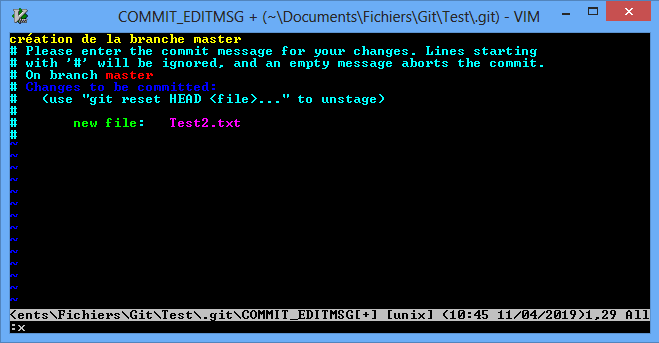 COMMIT_EDITMSG + (~\Documents\Fichiers\Git\Test\.git) - VIM
création de la branche master
# Please enter the commit message for your changes. Lines starting
# with '#' will be ignored, and an empty message aborts the commit.
# On branch master
# Changes to be committed:
#   (use "git reset HEAD <file>..." to unstage)
#
#       new file:   Test2.txt
#
~
~
~
~
~
~
~
~
~
~
~
~
~
~
<ents\Fichiers\Git\Test\.git\COMMIT_EDITMSG[+] [unix] (10:45 11/04/2019)1,29 All
:x